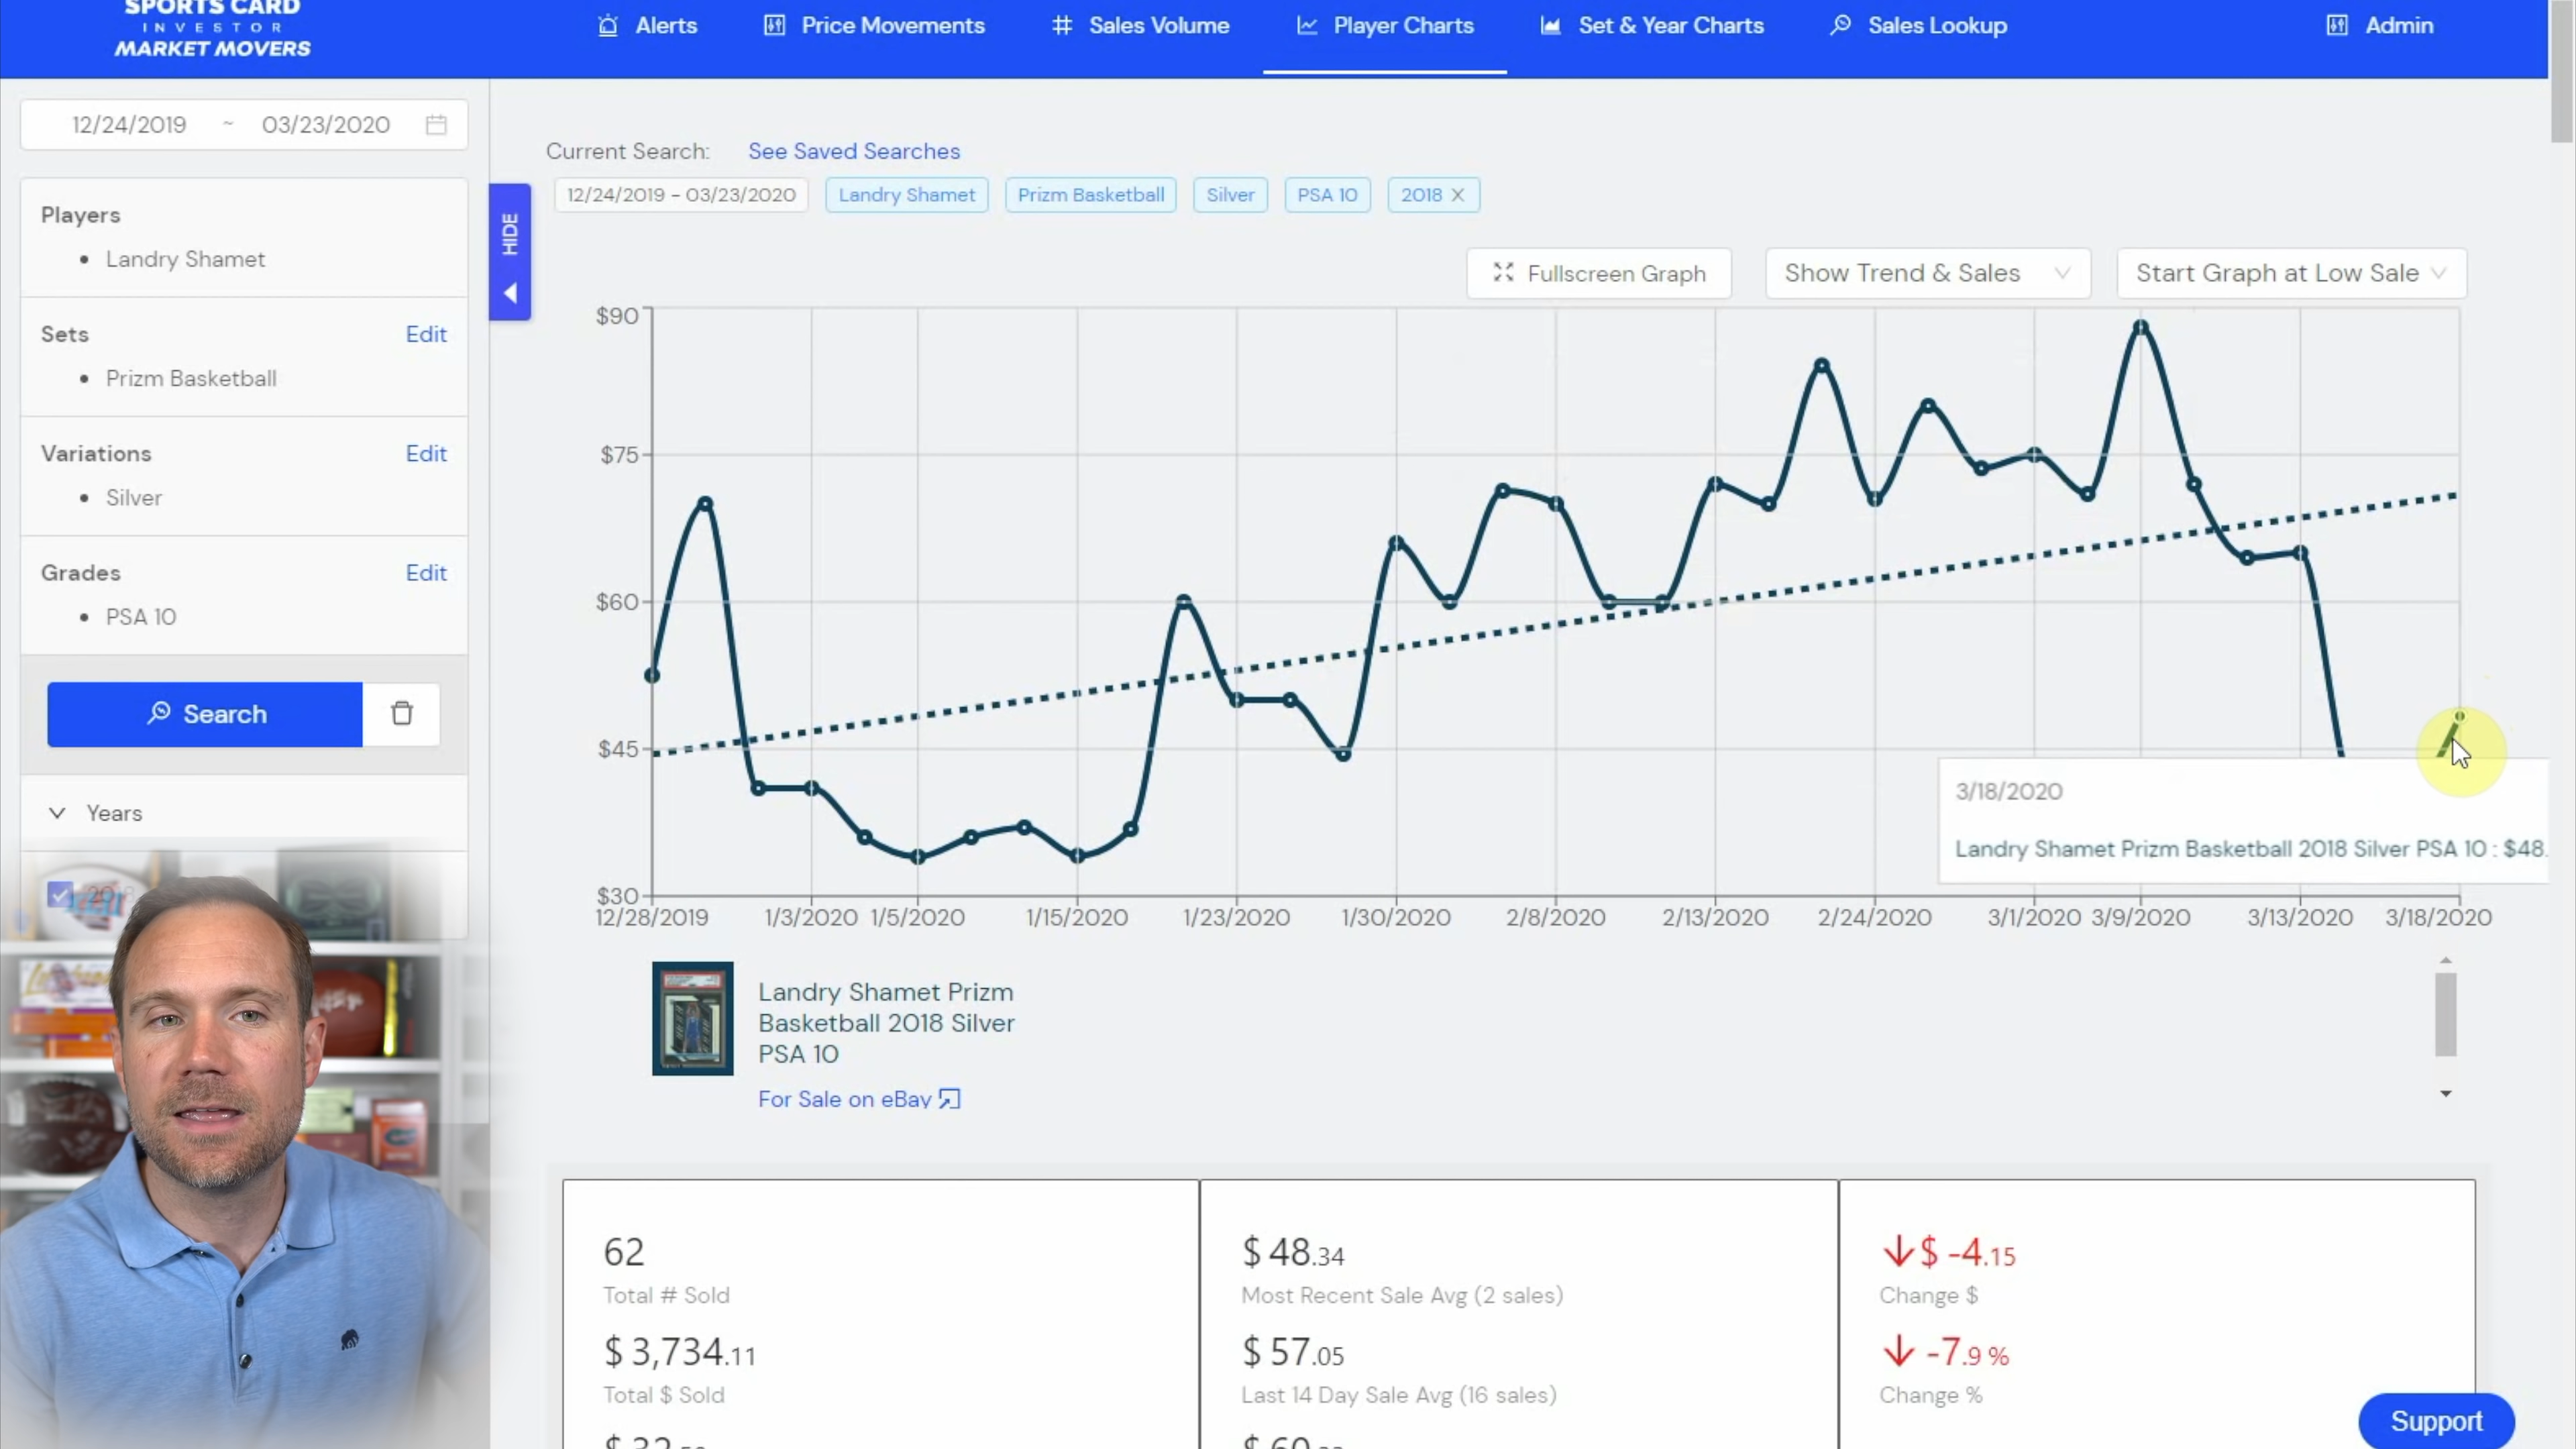 SPORTS CARD
INVESTOR
MARKET MOVERS
Alerts
Price Movements
Sales Volume
Player Charts
Set & Year Charts
Sales Lookup
Admin
12/24/2019 ~ 03/23/2020
Players
Landry Shamet
Sets Edit
Prizm Basketball
Variations Edit
Silver
Grades Edit
PSA 10
Search
Years
HIDE
Current Search: See Saved Searches
12/24/2019 - 03/23/2020 Landry Shamet Prizm Basketball Silver PSA 10 2018 X
Fullscreen Graph
Show Trend & Sales
Start Graph at Low Sale
$90
$75
$60
$45
$30
12/28/2019 1/3/2020 1/5/2020 1/15/2020 1/23/2020 1/30/2020 2/8/2020 2/13/2020 2/24/2020 3/1/2020 3/9/2020 3/13/2020 3/18/2020
3/18/2020
Landry Shamet Prizm Basketball 2018 Silver PSA 10 : $48.
Landry Shamet Prizm
Basketball 2018 Silver
PSA 10
For Sale on eBay
62
Total # Sold
$ 3,734.11
Total $ Sold
$ 48.34
Most Recent Sale Avg (2 sales)
$ 57.05
Last 14 Day Sale Avg (16 sales)
$ -4.15
Change $
-7.9 %
Change %
Support